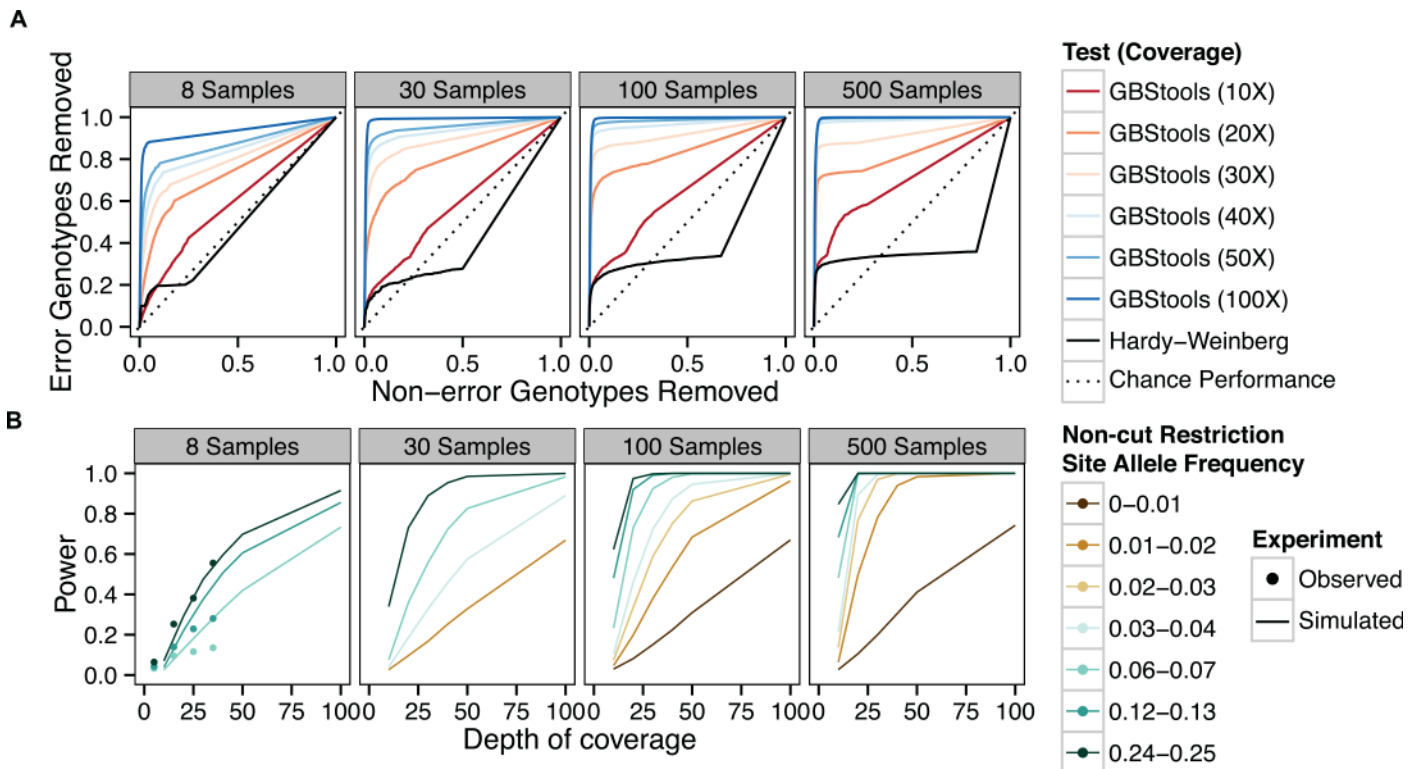 A
Test (Coverage)
8 Samples 30 Samples 100 Samples 500 Samples
GBStools (10X)
GBStools (20X)
GBStools (30X)
GBStools (40X)
GBStools (50X)
GBStools (100X)
Hardy−Weinberg
Chance Performance
Error Genotypes Removed
1.0
0.8
0.6
0.4
0.2
0.0
0.0 0.5 1.0 0.0 0.5 1.0 0.0 0.5 1.0 0.0 0.5 1.0
Non−error Genotypes Removed
B
8 Samples 30 Samples 100 Samples 500 Samples
Non-cut Restriction
Site Allele Frequency
0−0.01
0.01−0.02
0.02−0.03
0.03−0.04
0.06−0.07
0.12−0.13
0.24−0.25
Experiment
Observed
Simulated
Power
1.0
0.8
0.6
0.4
0.2
0.0
0 25 50 75 100 0 25 50 75 100 0 25 50 75 100 0 25 50 75 100
Depth of coverage